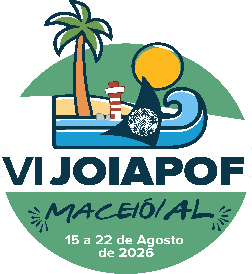 VI JOIAPOF
MACEIÓ/AL
15 a 22 de Agosto
de 2026